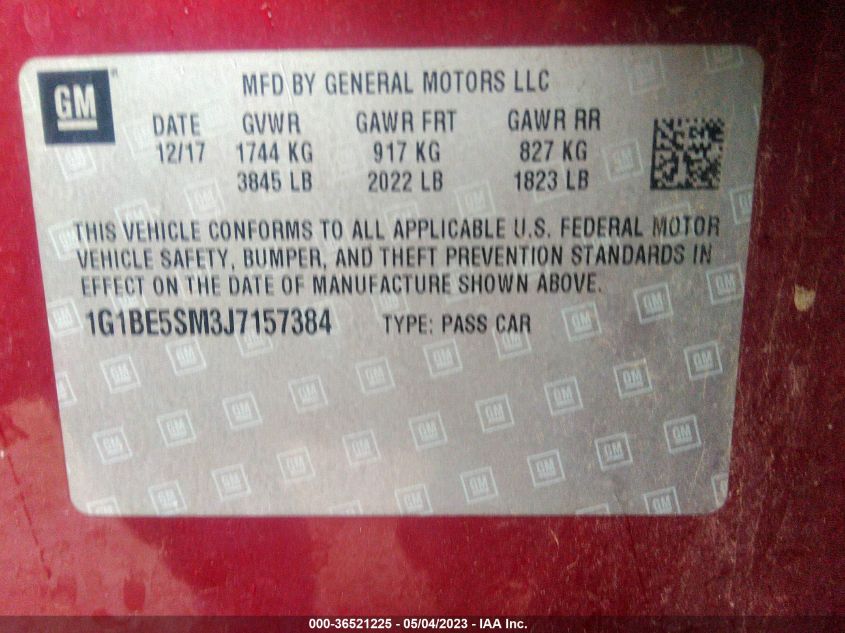 GM
MFD BY GENERAL MOTORS LLC
DATE GVWR GAWR FRT GAWR RR
12/17 1744 KG 917 KG 827 KG
3845 LB 2022 LB 1823 LB
THIS VEHICLE CONFORMS TO ALL APPLICABLE U.S. FEDERAL MOTOR
VEHICLE SAFETY, BUMPER, AND THEFT PREVENTION STANDARDS IN
EFFECT ON THE DATE OF MANUFACTURE SHOWN ABOVE.
1G1BE5SM3J7157384 TYPE: PASS CAR
000-36521225 - 05/04/2023 - IAA Inc.